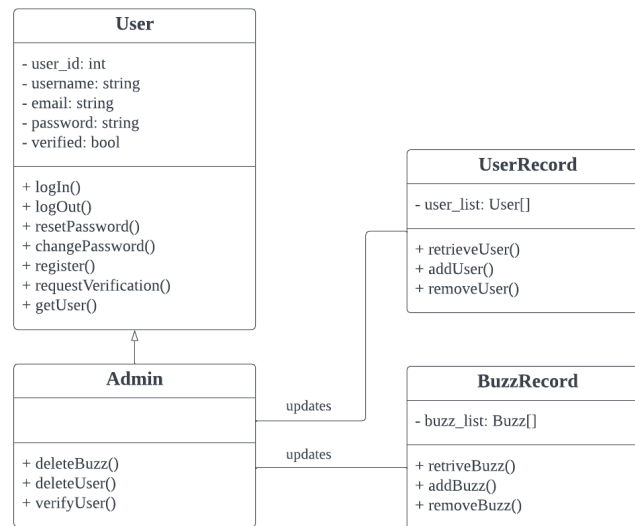 User
- user_id: int
- username: string
- email: string
- password: string
- verified: bool
+ logIn()
+ logOut()
+ resetPassword()
+ changePassword()
+ register()
+ requestVerification()
+ getUser()
Admin
+ deleteBuzz()
+ deleteUser()
+ verifyUser()
updates
updates
UserRecord
- user_list: User[]
+ retrieveUser()
+ addUser()
+ removeUser()
BuzzRecord
- buzz_list: Buzz[]
+ retriveBuzz()
+ addBuzz()
+ removeBuzz()